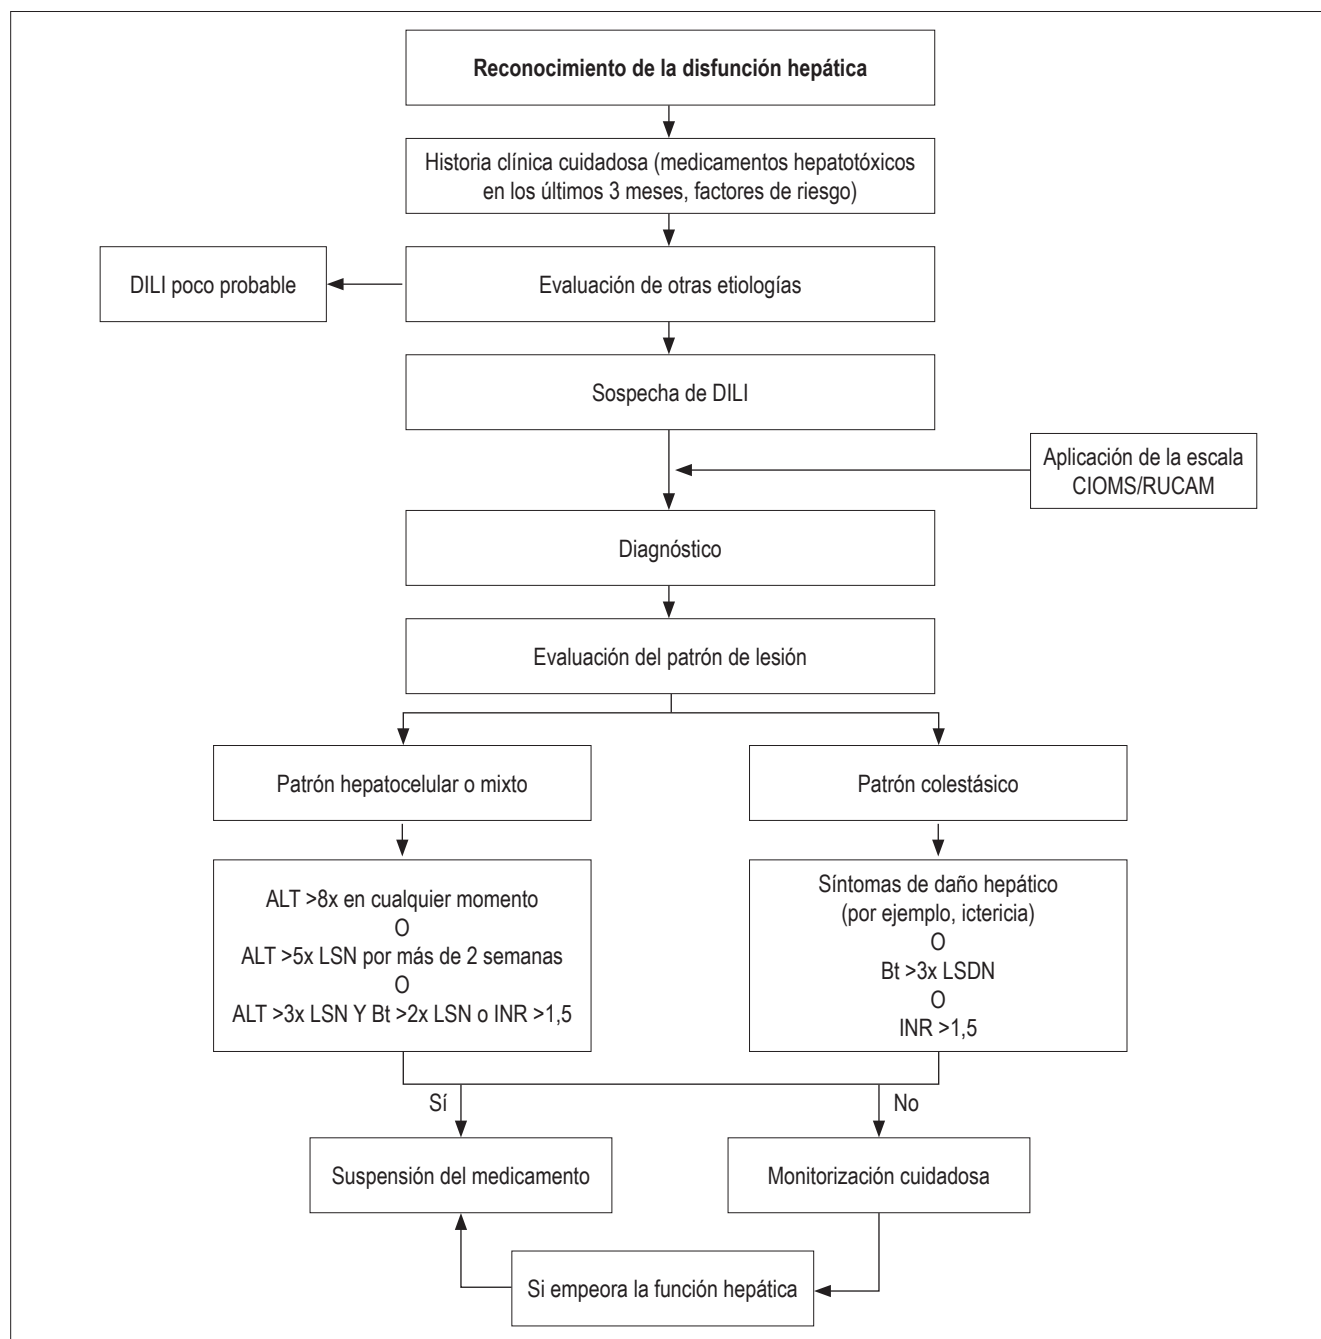 Reconocimiento de la disfunción hepática
Historia clínica cuidadosa (medicamentos hepatotóxicos
en los últimos 3 meses, factores de riesgo)
DILI poco probable
Evaluación de otras etiologías
Sospecha de DILI
Aplicación de la escala
CIOMS/RUCAM
Diagnóstico
Evaluación del patrón de lesión
Patrón hepatocelular o mixto
Patrón colestásico
ALT >8x en cualquier momento
O
ALT >5x LSN por más de 2 semanas
O
ALT >3x LSN Y Bt >2x LSN o INR >1,5
Síntomas de daño hepático
(por ejemplo, ictericia)
O
Bt >3x LSDN
O
INR >1,5
Sí
No
Suspensión del medicamento
Monitorización cuidadosa
Si empeora la función hepática